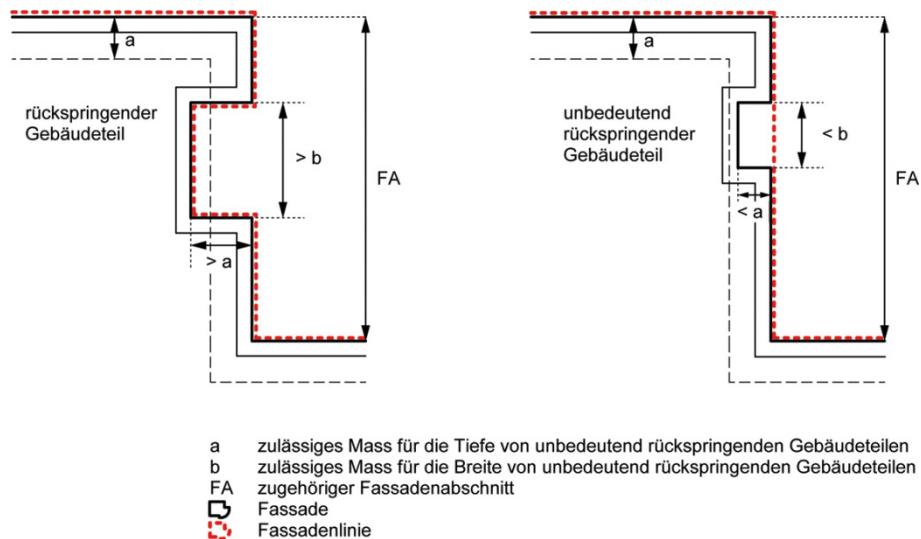 a
rückspringender
Gebäudeteil
> b
FA
> a
a
unbedeutend
rückspringender
Gebäudeteil
< b
FA
< a
a zulässiges Mass für die Tiefe von unbedeutend rückspringenden Gebäudeteilen
b zulässiges Mass für die Breite von unbedeutend rückspringenden Gebäudeteilen
FA zugehöriger Fassadenabschnitt
Fassade
Fassadenlinie